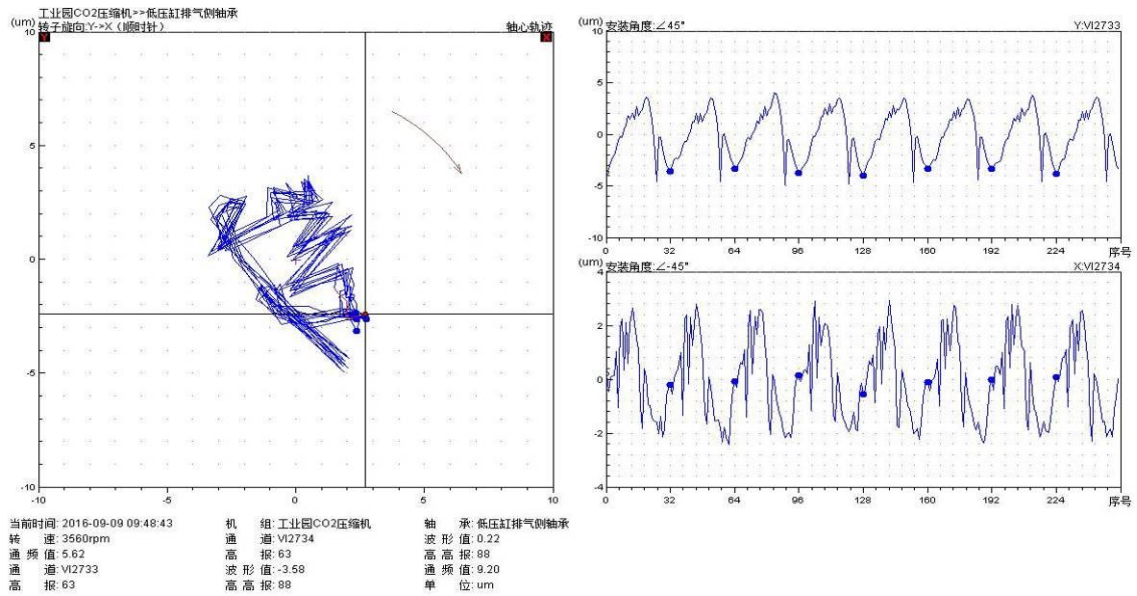 工业园CO2压缩机>>低压缸排气侧轴承
(um)
转子旋向:Y->X（顺时针）
轴心轨迹
10
Y
X
5
0
-5
-10
-10
-5
0
5
10
(um)
安装角度:∠45°
Y:VI2733
10
5
0
-5
-10
0
32
64
96
128
160
192
224
序号
(um)
安装角度:∠-45°
X:VI2734
4
2
0
-2
-4
0
32
64
96
128
160
192
224
序号
当前时间: 2016-09-09 09:48:43
机 组: 工业园CO2压缩机
轴 承: 低压缸排气侧轴承
转 速: 3560rpm
通 道: VI2734
波 形 值: 0.22
通 频 值: 5.62
高 报: 63
高 高 报: 88
通 道: VI2733
波 形 值: -3.58
通 频 值: 9.20
高 报: 63
高 高 报: 88
单 位: um